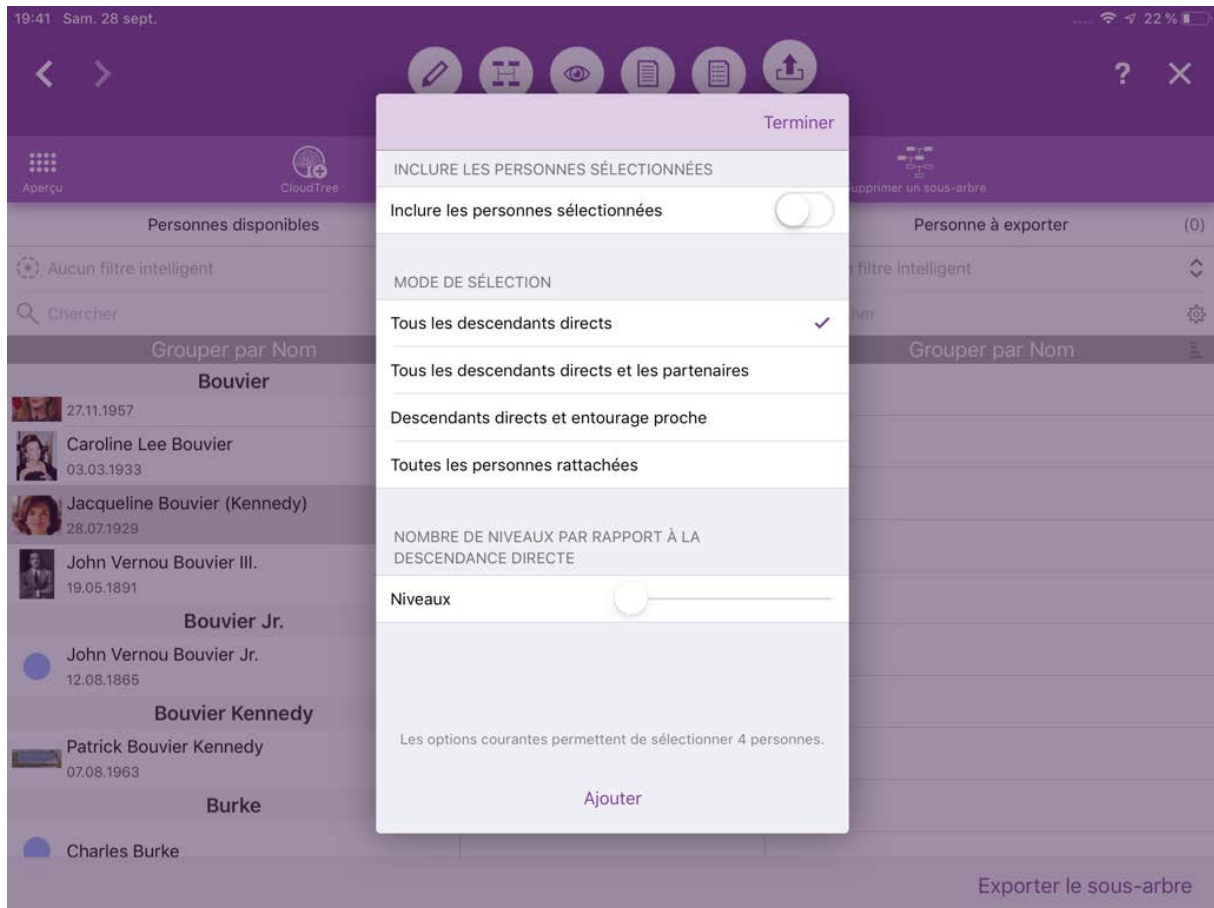 19:41 Sam. 28 sept.
22 %
?
Terminer
Aperçu
CloudTree
upprimer un sous-arbre
INCLURE LES PERSONNES SÉLECTIONNÉES
Inclure les personnes sélectionnées
MODE DE SÉLECTION
Tous les descendants directs
Tous les descendants directs et les partenaires
Descendants directs et entourage proche
Toutes les personnes rattachées
NOMBRE DE NIVEAUX PAR RAPPORT À LA
DESCENDANCE DIRECTE
Niveaux
Les options courantes permettent de sélectionner 4 personnes.
Ajouter
Personnes disponibles
Aucun filtre intelligent
Chercher
Grouper par Nom
Bouvier
27.11.1957
Caroline Lee Bouvier
03.03.1933
Jacqueline Bouvier (Kennedy)
28.07.1929
John Vernou Bouvier III.
19.05.1891
Bouvier Jr.
John Vernou Bouvier Jr.
12.08.1865
Bouvier Kennedy
Patrick Bouvier Kennedy
07.08.1963
Burke
Charles Burke
Personne à exporter (0)
filtre intelligent
her
Grouper par Nom
Exporter le sous-arbre